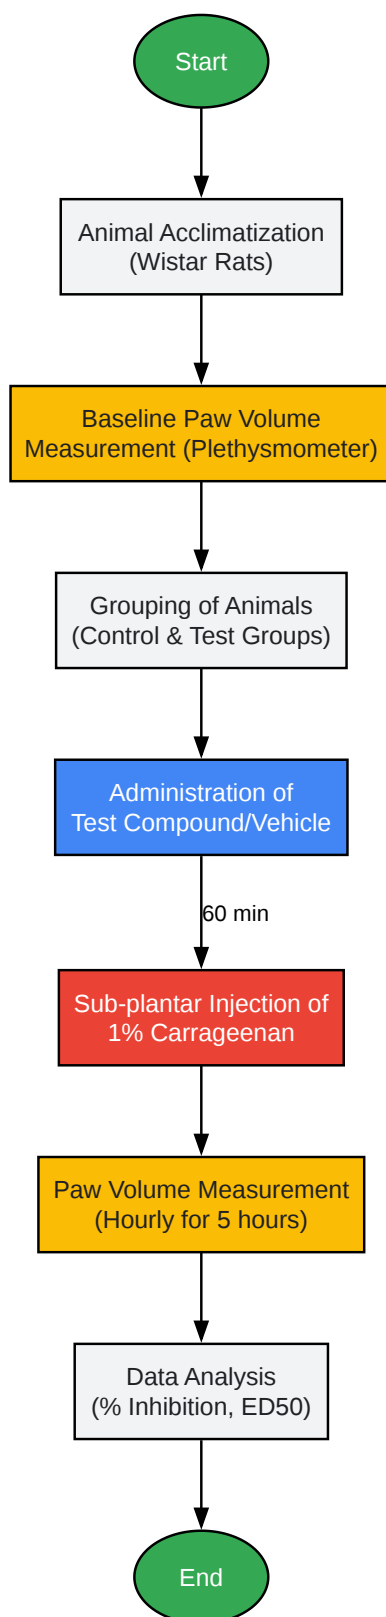 Start
Animal Acclimatization
(Wistar Rats)
Baseline Paw Volume
Measurement (Plethysmometer)
Grouping of Animals
(Control & Test Groups)
Administration of
Test Compound/Vehicle
60 min
Sub-plantar Injection of
1% Carrageenan
Paw Volume Measurement
(Hourly for 5 hours)
Data Analysis
(% Inhibition, ED50)
End